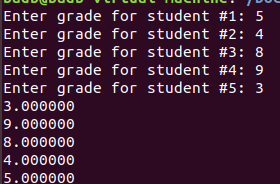 Enter grade for student #1: 5
Enter grade for student #2: 4
Enter grade for student #3: 8
Enter grade for student #4: 9
Enter grade for student #5: 3
3.000000
9.000000
8.000000
4.000000
5.000000